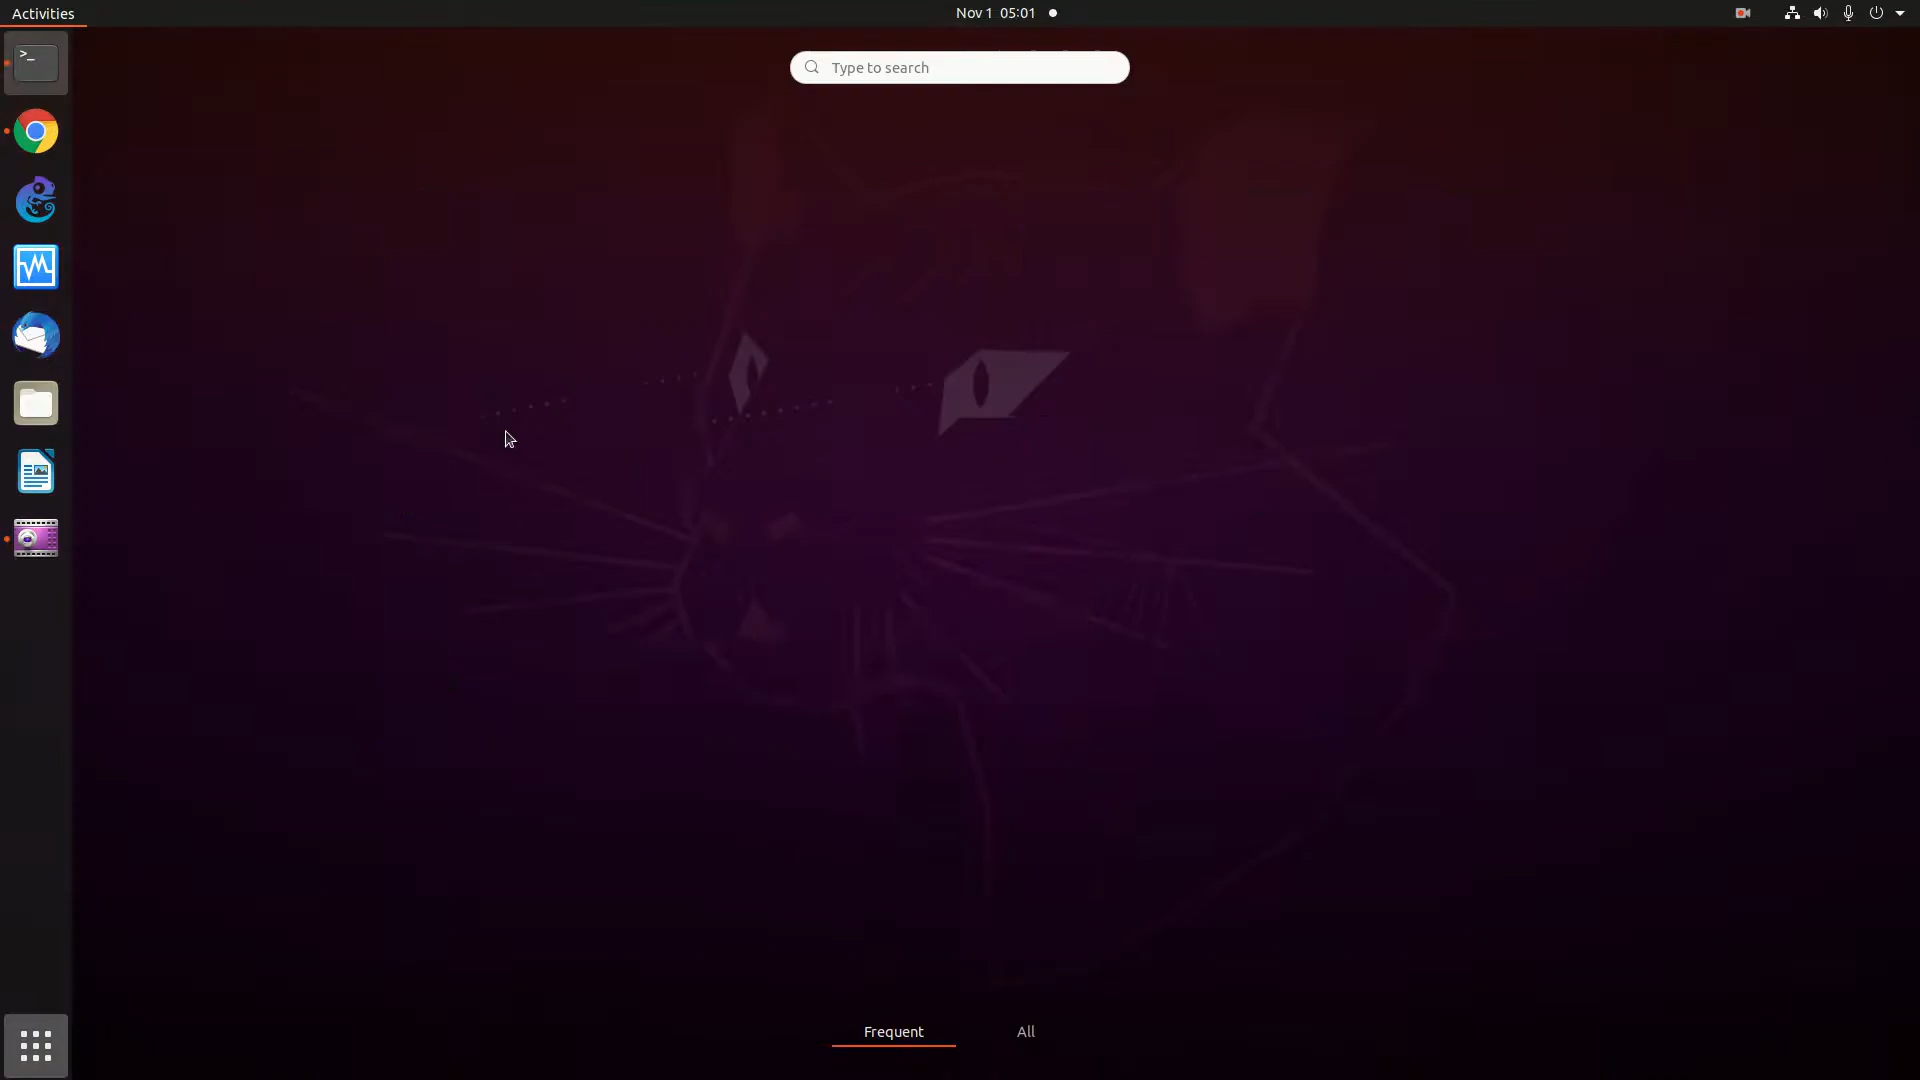 Activities
Nov 1 05:01
Type to search
>_
Frequent
All